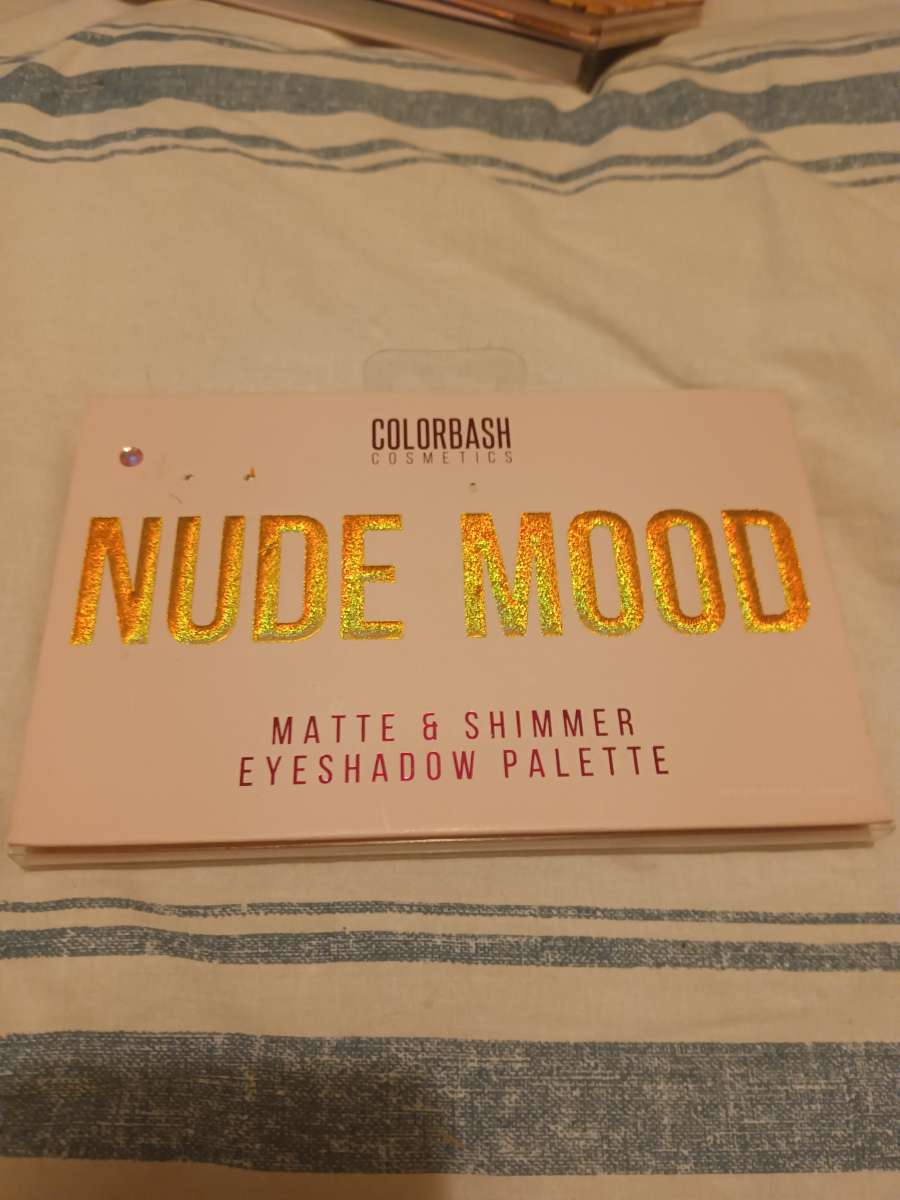 COLORBASH
COSMETICS
NUDE MOOD
MATTE & SHIMMER
EYESHADOW PALETTE